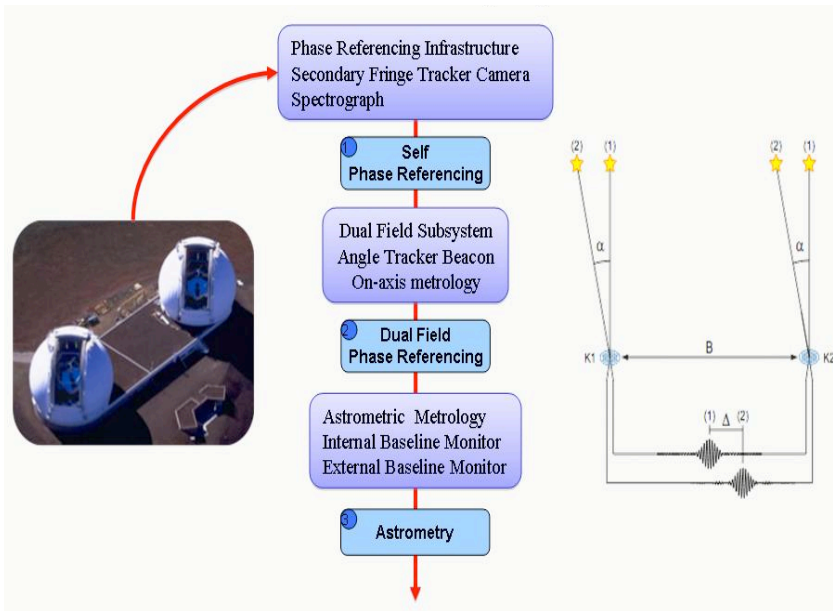 Phase Referencing Infrastructure
Secondary Fringe Tracker Camera
Spectrograph
1
Self
Phase Referencing
Dual Field Subsystem
Angle Tracker Beacon
On-axis metrology
2
Dual Field
Phase Referencing
Astrometric Metrology
Internal Baseline Monitor
External Baseline Monitor
3
Astrometry
(2) (1) (2) (1)
α α
K1 B K2
(1) Δ (2)